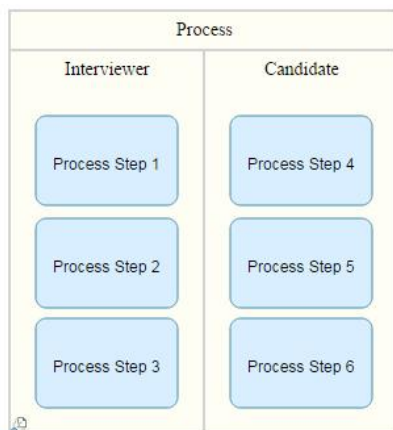 Process
Interviewer
Process Step 1
Process Step 2
Process Step 3
Candidate
Process Step 4
Process Step 5
Process Step 6